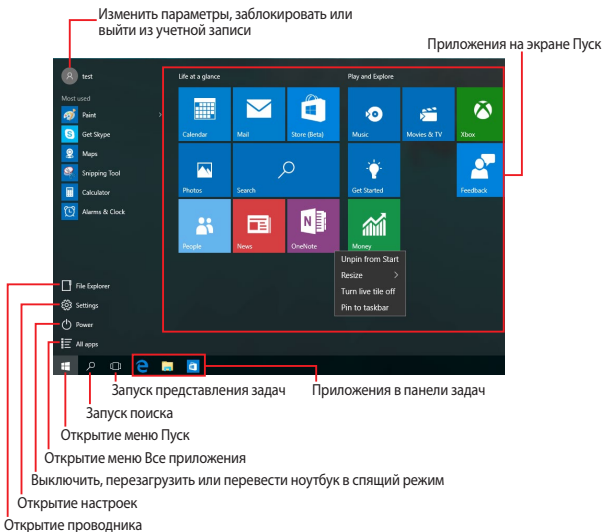 Изменить параметры, заблокировать или
выйти из учетной записи
Приложения на экране Пуск
test
Life at a glance
Play and Explore
Most used
Paint
Get Skype
Maps
Snipping Tool
Calculator
Alarms & Clock
Calendar
Mail
Store (Beta)
Music
Movies & TV
Xbox
Photos
Search
Get Started
Feedback
People
News
OneNote
Money
Unpin from Start
Resize
Turn live tile off
Pin to taskbar
File Explorer
Settings
Power
All apps
Запуск представления задач
Приложения в панели задач
Запуск поиска
Открытие меню Пуск
Открытие меню Все приложения
Выключить, перезагрузить или перевести ноутбук в спящий режим
Открытие настроек
Открытие проводника